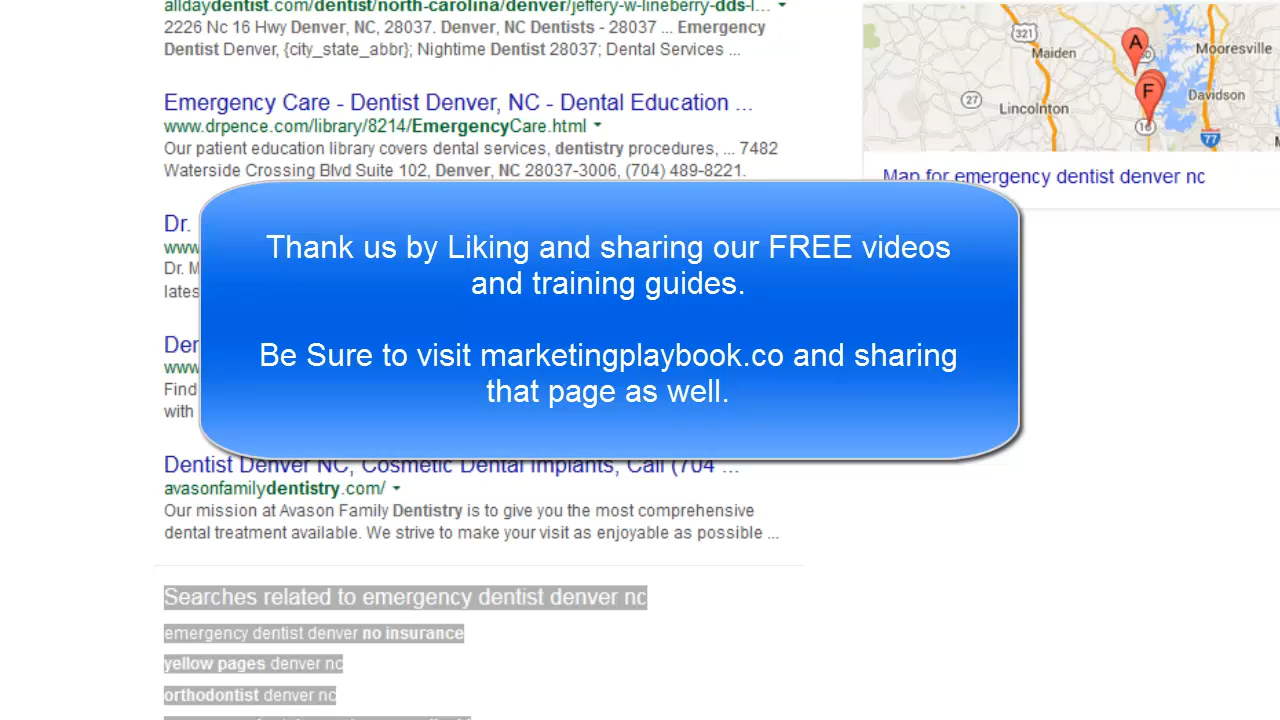 alldaydentist.com/dentist/north-carolina/denver/jeffery-w-lineberry-dds-l...
2226 Nc 16 Hwy Denver, NC, 28037. Denver, NC Dentists - 28037 ... Emergency
Dentist Denver, {city_state_abbr}; Nightime Dentist 28037; Dental Services ...
Emergency Care - Dentist Denver, NC - Dental Education ...
www.drpence.com/library/8214/EmergencyCare.html
Our patient education library covers dental services, dentistry procedures, ... 7482
Waterside Crossing Blvd Suite 102, Denver, NC 28037-3006, (704) 489-8221.
321
Maiden
A
Mooresville
27
Lincolnton
F
Davidson
16
77
Map for emergency dentist denver nc
Dr.
www
Dr. M
lates
Den
www
Find
with
Thank us by Liking and sharing our FREE videos
and training guides.
Be Sure to visit marketingplaybook.co and sharing
that page as well.
Dentist Denver NC, Cosmetic Dental Implants, Call (704 ...
avasonfamilydentistry.com/
Our mission at Avason Family Dentistry is to give you the most comprehensive
dental treatment available. We strive to make your visit as enjoyable as possible ...
Searches related to emergency dentist denver nc
emergency dentist denver no insurance
yellow pages denver nc
orthodontist denver nc